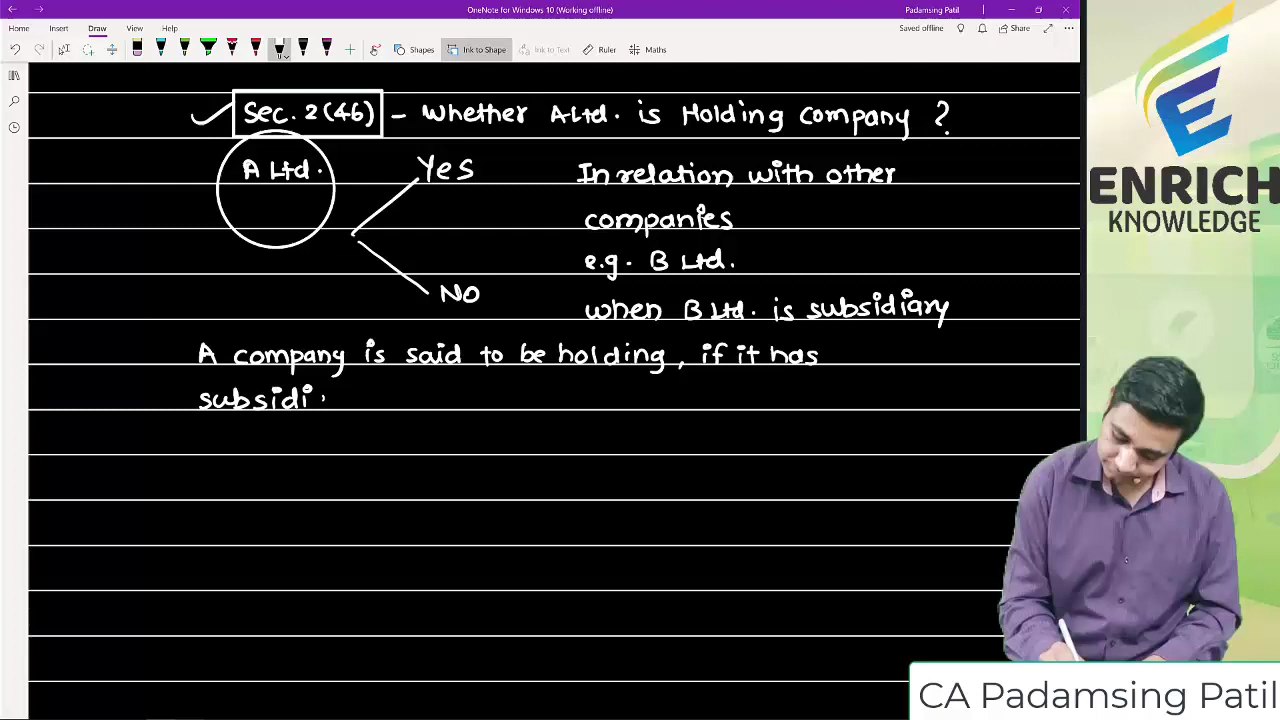 OneNote for Windows 10 (Working offline)
Padamsing Patil
Home Insert Draw View Help
Saved offline
Share
Shapes
Ink to Shape
Ink to Text
Ruler
Maths
Sec. 2(46) - Whether A Ltd. is Holding company ?
A Ltd.
Yes
No
In relation with other
companies
e.g. B Ltd.
when B Ltd. is subsidiary
A company is said to be holding, if it has
subsidi
ENRICH
KNOWLEDGE
CA Padamsing Patil